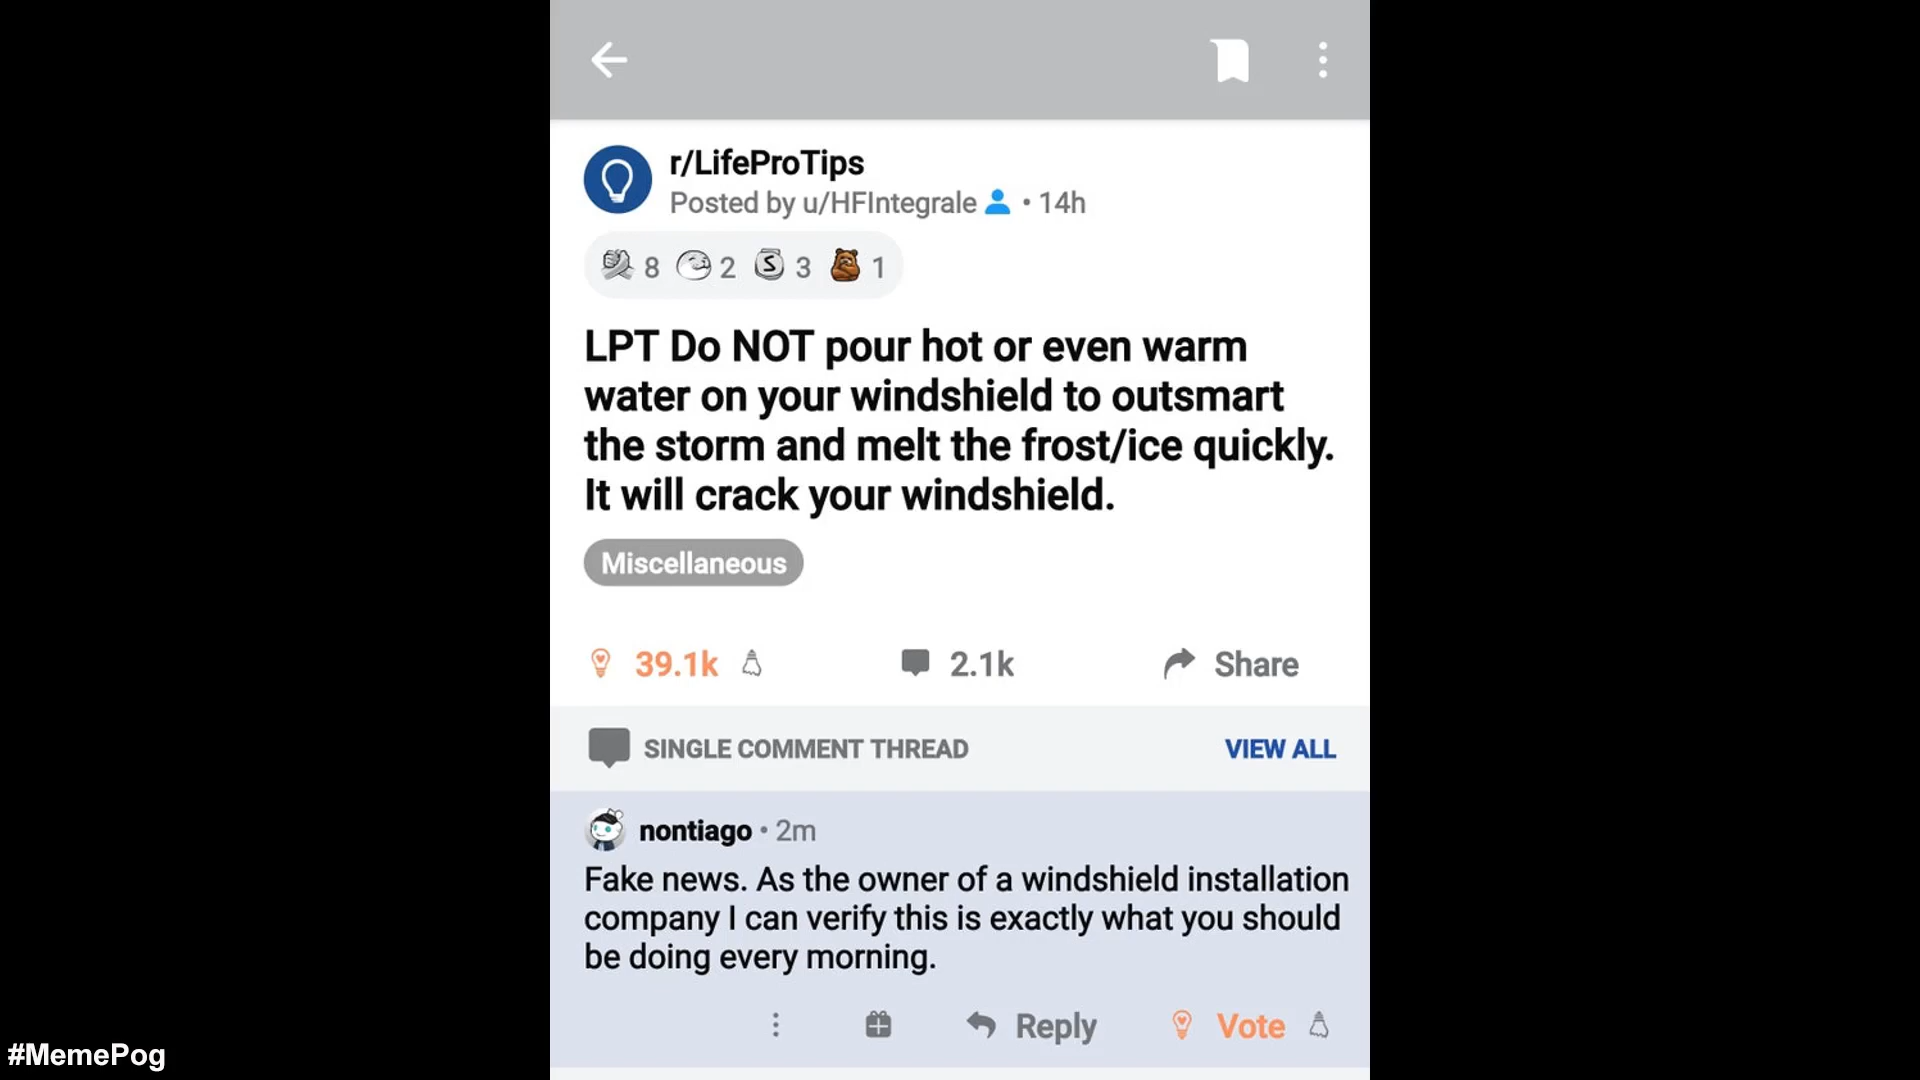 r/LifeProTips
Posted by u/HFIntegrale • 14h
8 2 S 3 1
LPT Do NOT pour hot or even warm
water on your windshield to outsmart
the storm and melt the frost/ice quickly.
It will crack your windshield.
Miscellaneous
39.1k 2.1k Share
SINGLE COMMENT THREAD VIEW ALL
nontiago • 2m
Fake news. As the owner of a windshield installation
company I can verify this is exactly what you should
be doing every morning.
Reply Vote
#MemePog